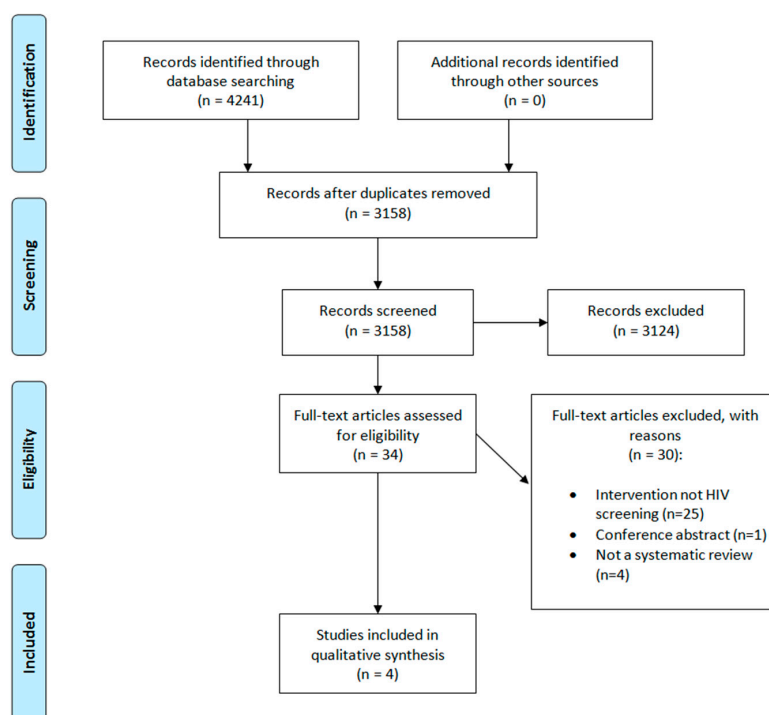 Identification
Records identified through
database searching
(n = 4241)
Additional records identified
through other sources
(n = 0)
Records after duplicates removed
(n = 3158)
Screening
Records screened
(n = 3158)
Records excluded
(n = 3124)
Eligibility
Full-text articles assessed
for eligibility
(n = 34)
Full-text articles excluded, with
reasons
(n = 30):
• Intervention not HIV
screening (n=25)
• Conference abstract (n=1)
• Not a systematic review
(n=4)
Included
Studies included in
qualitative synthesis
(n = 4)